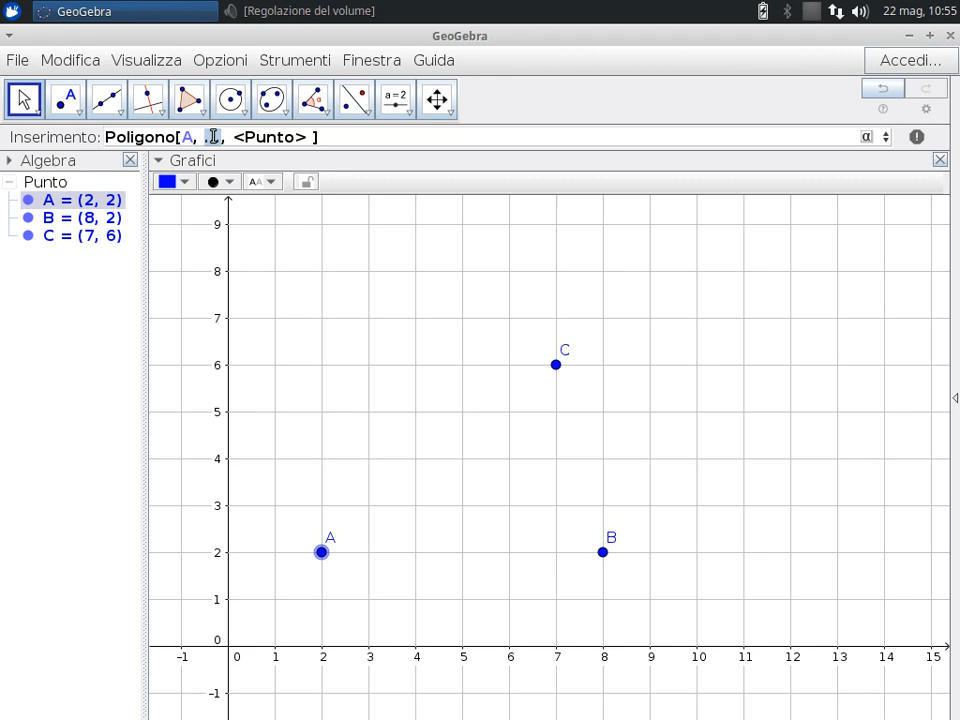 GeoGebra
[Regolazione del volume]
22 mag, 10:55
GeoGebra
File Modifica Visualizza Opzioni Strumenti Finestra Guida
Accedi...
A
α
a=2
Inserimento: Poligono[A, , <Punto> ]
α
Algebra
Grafici
Punto
AA
A = (2, 2)
B = (8, 2)
C = (7, 6)
9
8
7
6
5
4
3
2
1
0
-1
C
A
B
-1 0 1 2 3 4 5 6 7 8 9 10 11 12 13 14 15